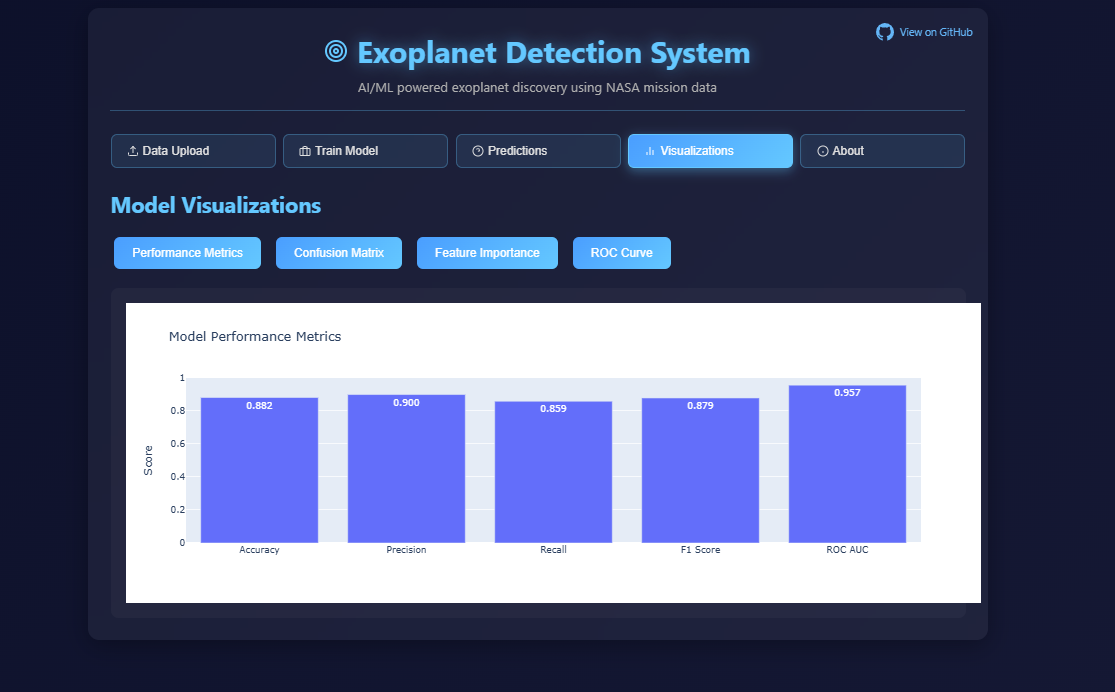 View on GitHub
Exoplanet Detection System
AI/ML powered exoplanet discovery using NASA mission data
Data Upload Train Model Predictions Visualizations About
Model Visualizations
Performance Metrics Confusion Matrix Feature Importance ROC Curve
Model Performance Metrics
Score
1
0.8
0.6
0.4
0.2
0
0.882 0.900 0.859 0.879 0.957
Accuracy Precision Recall F1 Score ROC AUC